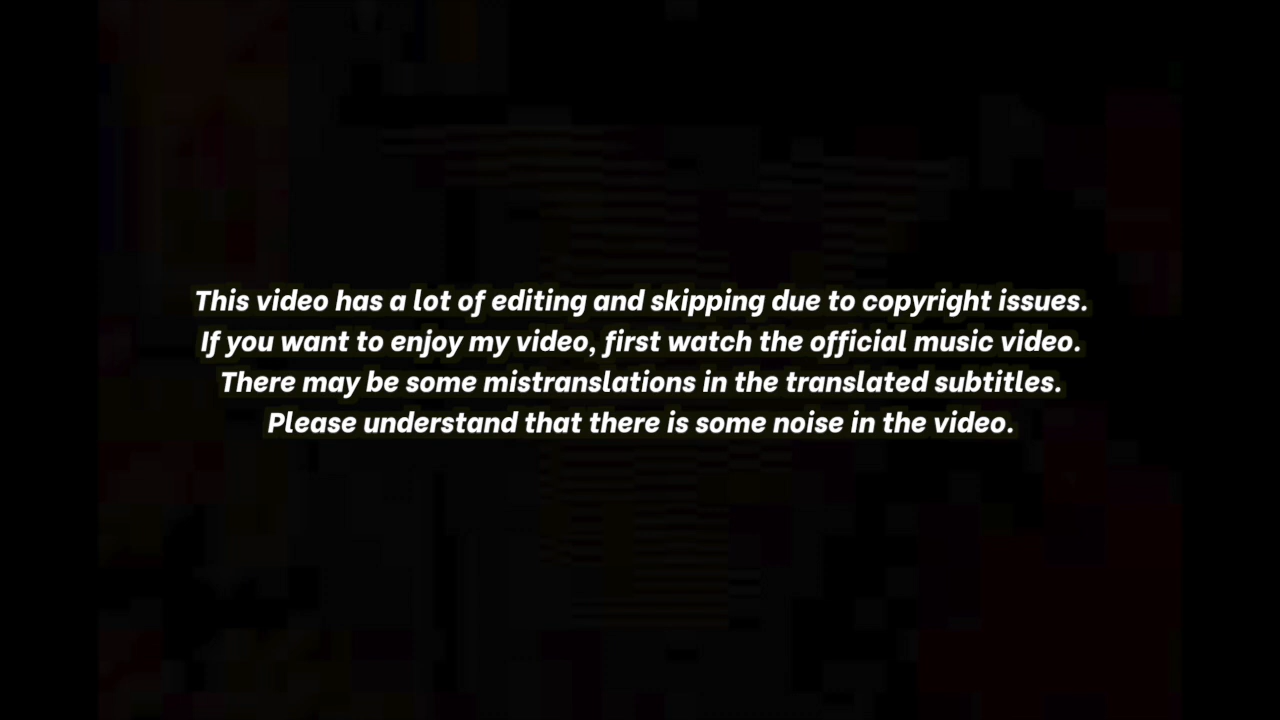 This video has a lot of editing and skipping due to copyright issues.
If you want to enjoy my video, first watch the official music video.
There may be some mistranslations in the translated subtitles.
Please understand that there is some noise in the video.